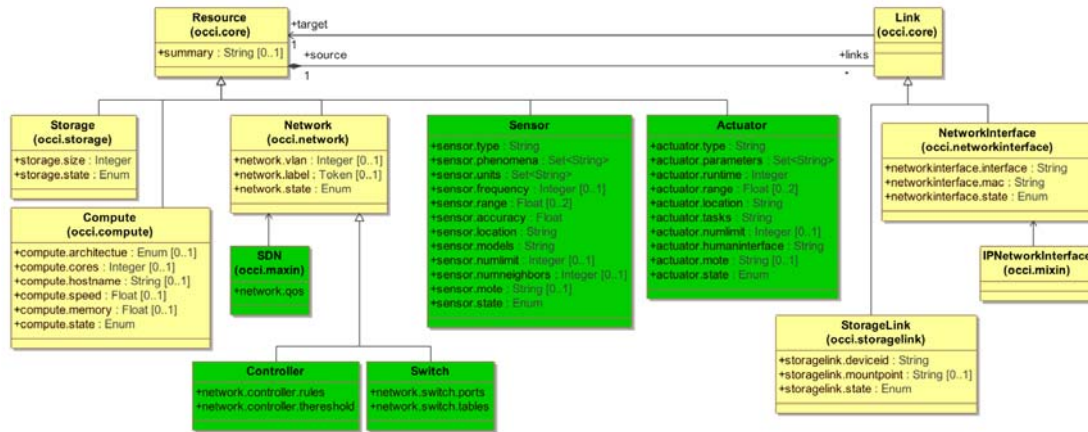 Resource
(occi.core)
+summary : String [0..1]
+target
1
+source
1
+links
*
Link
(occi.core)
Storage
(occi.storage)
+storage.size : Integer
+storage.state : Enum
Compute
(occi.compute)
+compute.architectue : Enum [0..1]
+compute.cores : Integer [0..1]
+compute.hostname : String [0..1]
+compute.speed : Float [0..1]
+compute.memory : Float [0..1]
+compute.state : Enum
Network
(occi.network)
+network.vlan : Integer [0..1]
+network.label : Token [0..1]
+network.state : Enum
SDN
(occi.maxin)
+network.qos
Controller
+network.controller.rules
+network.controller.thereshold
Switch
+network.switch.ports
+network.switch.tables
Sensor
+sensor.type : String
+sensor.phenomena : Set<String>
+sensor.units : Set<String>
+sensor.frequency : Integer [0..1]
+sensor.range : Float [0..2]
+sensor.accuracy : Float
+sensor.location : String
+sensor.models : String
+sensor.numlimit : Integer [0..1]
+sensor.numneighbors : Integer [0..1]
+sensor.mote : String [0..1]
+sensor.state : Enum
Actuator
+actuator.type : String
+actuator.parameters : Set<String>
+actuator.runtime : Integer
+actuator.range : Float [0..2]
+actuator.location : String
+actuator.tasks : String
+actuator.numlimit : Integer [0..1]
+actuator.humaninterface : String
+actuator.mote : String [0..1]
+actuator.state : Enum
NetworkInterface
(occi.networkinterface)
+networkinterface.interface : String
+networkinterface.mac : String
+networkinterface.state : Enum
IPNetworkInterface
(occi.mixin)
StorageLink
(occi.storagelink)
+storagelink.deviceid : String
+storagelink.mountpoint : String [0..1]
+storagelink.state : Enum